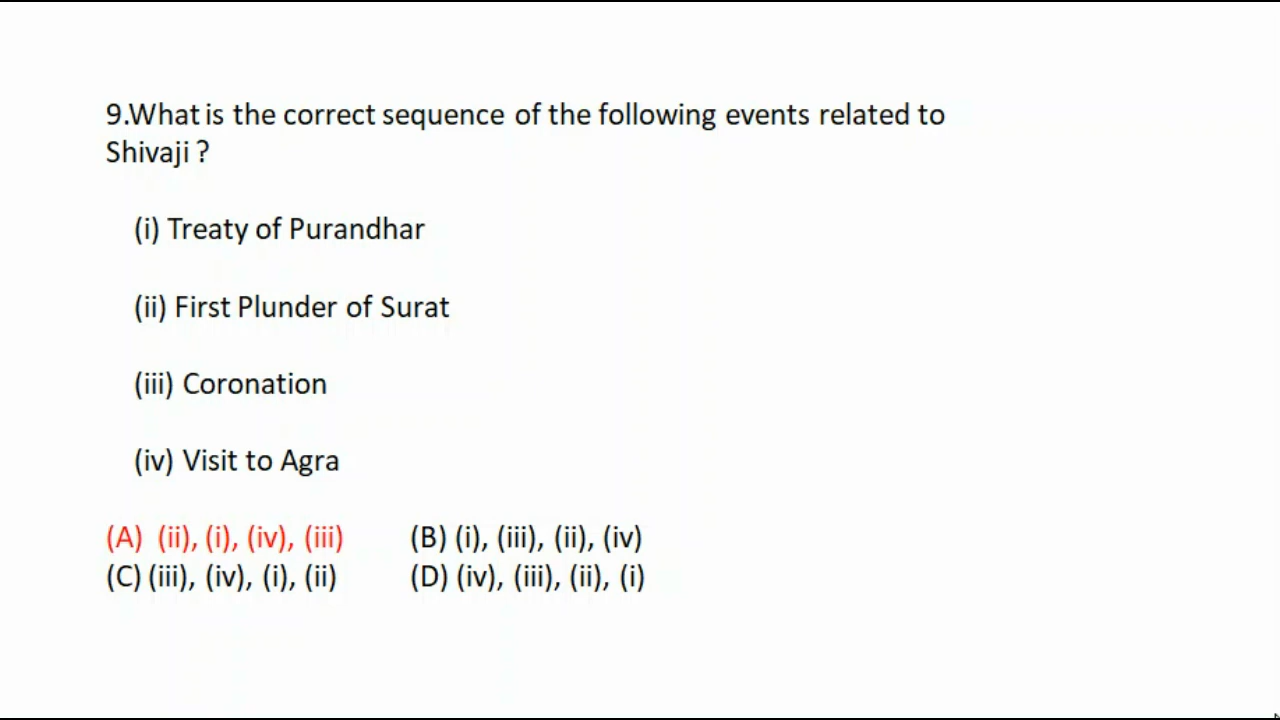 9.What is the correct sequence of the following events related to
Shivaji ?
(i) Treaty of Purandhar
(ii) First Plunder of Surat
(iii) Coronation
(iv) Visit to Agra
(A) (ii), (i), (iv), (iii) (B) (i), (iii), (ii), (iv)
(C) (iii), (iv), (i), (ii) (D) (iv), (iii), (ii), (i)